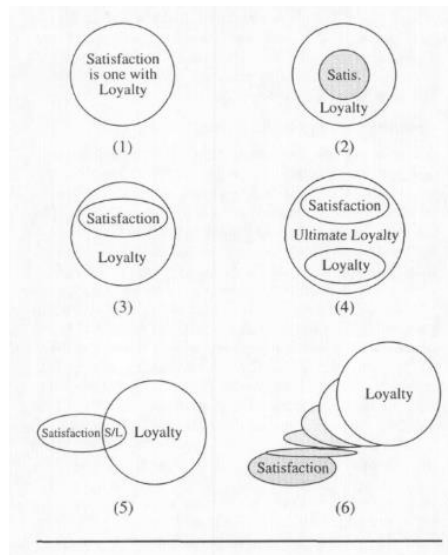 Satisfaction
is one with
Loyalty
(1)
Satis.
Loyalty
(2)
Satisfaction
Loyalty
(3)
Satisfaction
Ultimate Loyalty
Loyalty
(4)
Satisfaction S/L Loyalty
(5)
Loyalty
Satisfaction
(6)